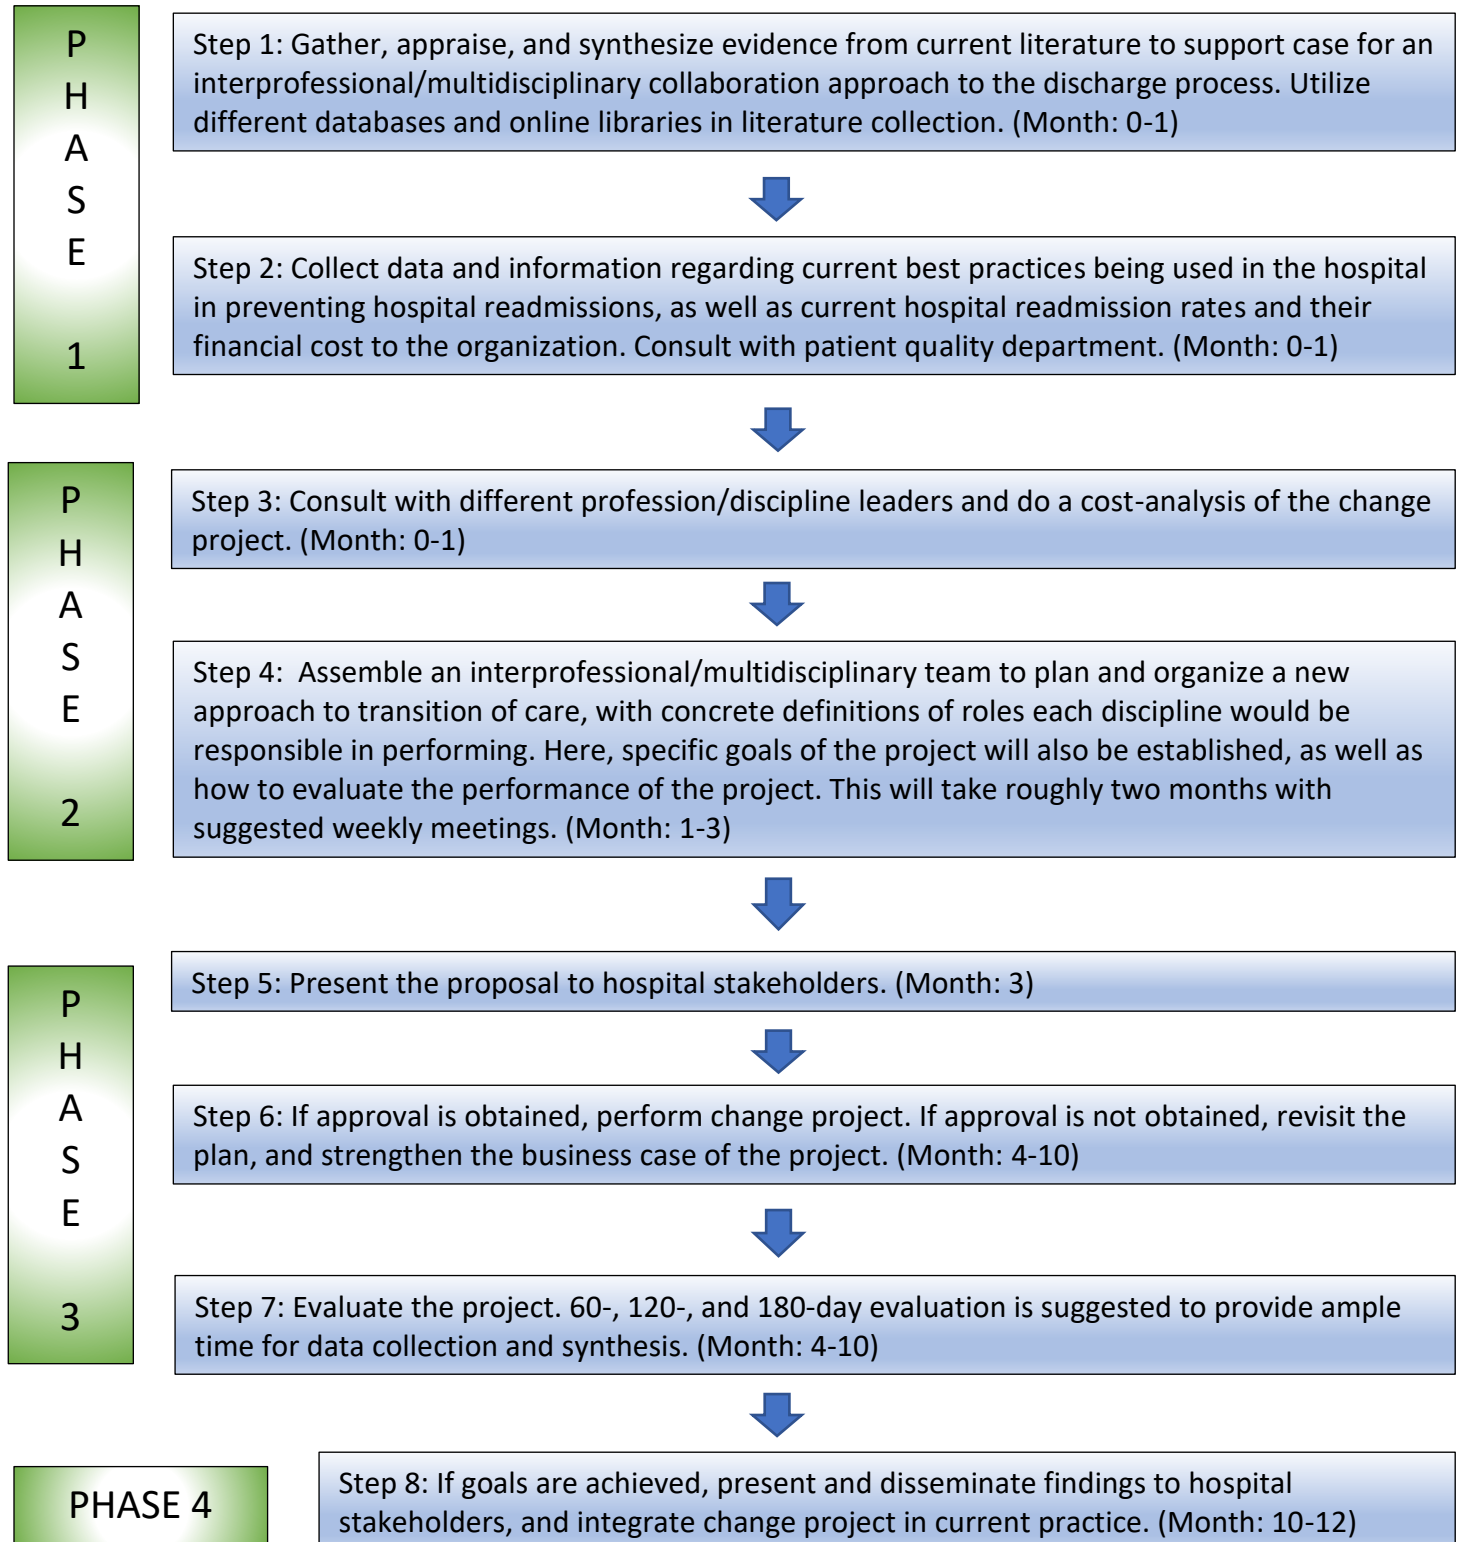 PHASE 1
Step 1: Gather, appraise, and synthesize evidence from current literature to support case for an
interprofessional/multidisciplinary collaboration approach to the discharge process. Utilize
different databases and online libraries in literature collection. (Month: 0-1)
Step 2: Collect data and information regarding current best practices being used in the hospital
in preventing hospital readmissions, as well as current hospital readmission rates and their
financial cost to the organization. Consult with patient quality department. (Month: 0-1)
PHASE 2
Step 3: Consult with different profession/discipline leaders and do a cost-analysis of the change
project. (Month: 0-1)
Step 4:  Assemble an interprofessional/multidisciplinary team to plan and organize a new
approach to transition of care, with concrete definitions of roles each discipline would be
responsible in performing. Here, specific goals of the project will also be established, as well as
how to evaluate the performance of the project. This will take roughly two months with
suggested weekly meetings. (Month: 1-3)
PHASE 3
Step 5: Present the proposal to hospital stakeholders. (Month: 3)
Step 6: If approval is obtained, perform change project. If approval is not obtained, revisit the
plan, and strengthen the business case of the project. (Month: 4-10)
Step 7: Evaluate the project. 60-, 120-, and 180-day evaluation is suggested to provide ample
time for data collection and synthesis. (Month: 4-10)
PHASE 4
Step 8: If goals are achieved, present and disseminate findings to hospital
stakeholders, and integrate change project in current practice. (Month: 10-12)